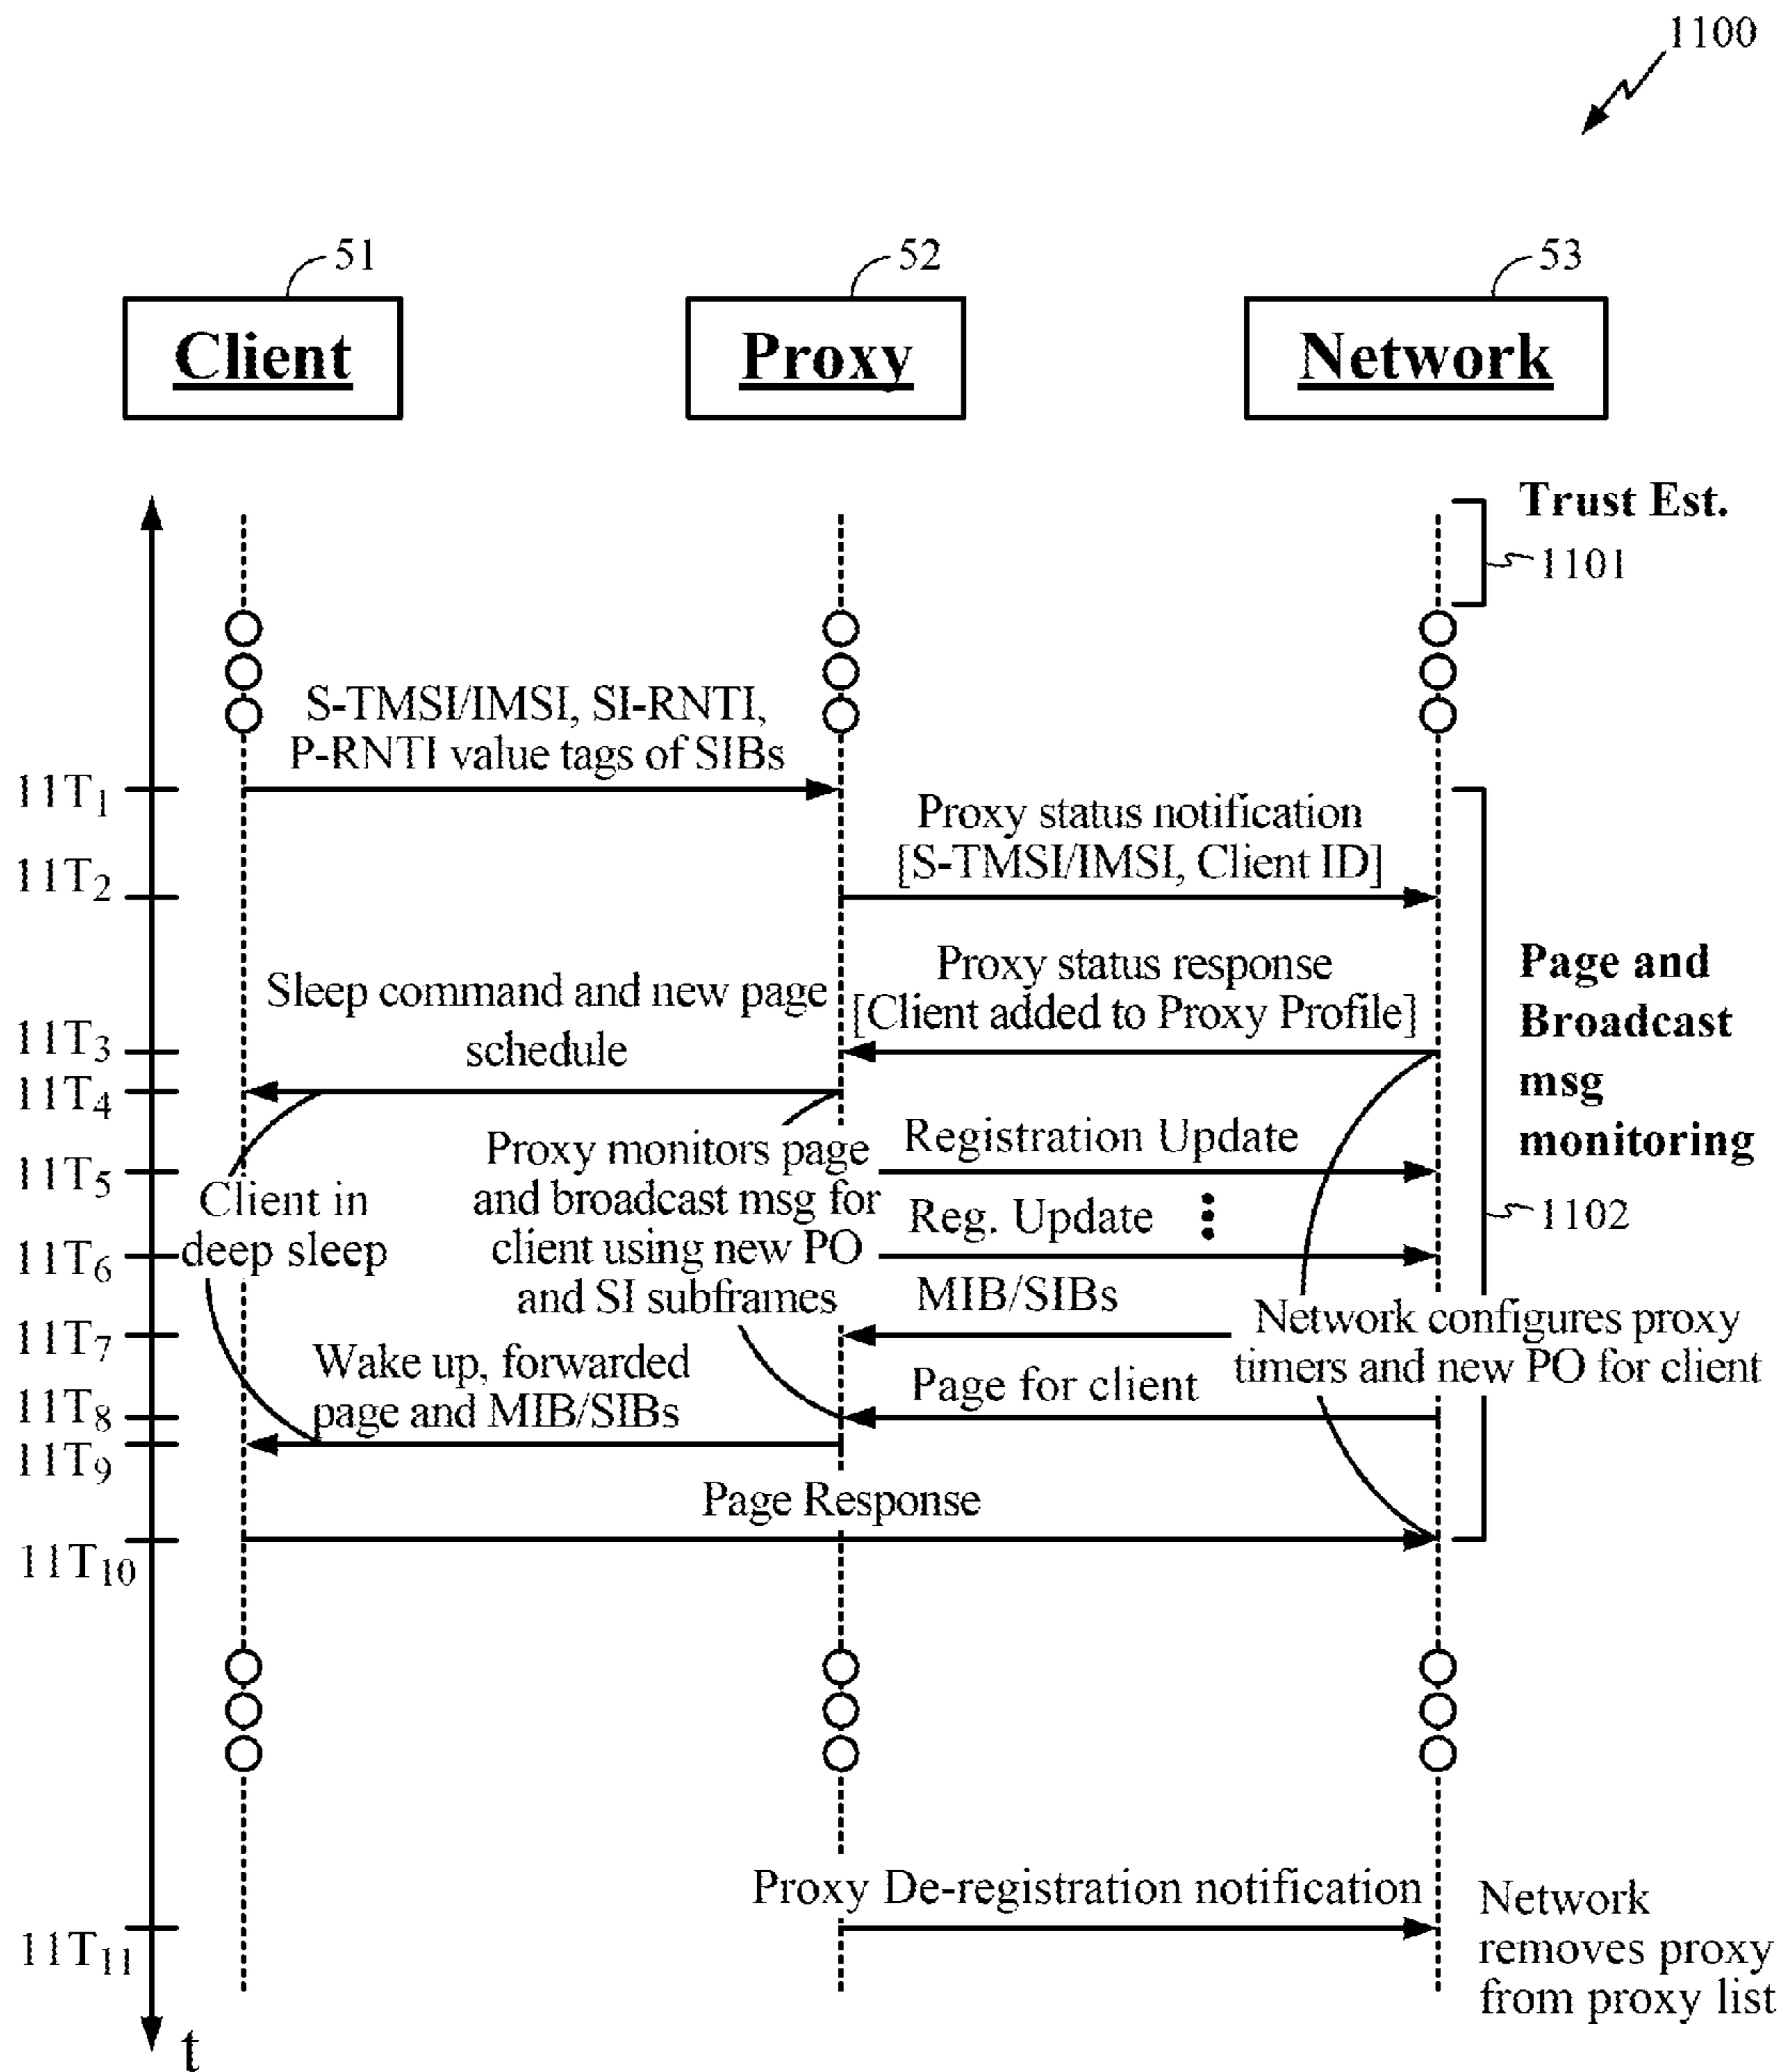 1100
51
52
53
Client
Proxy
Network
Trust Est.
1101
S-TMSI/IMSI, SI-RNTI,
P-RNTI value tags of SIBs
11T1
Proxy status notification
[S-TMSI/IMSI, Client ID]
11T2
Proxy status response
[Client added to Proxy Profile]
11T3
Sleep command and new page
schedule
11T4
Page and
Broadcast
msg
monitoring
1102
Registration Update
11T5
Proxy monitors page
and broadcast msg for
client using new PO
and SI subframes
Client in
deep sleep
Reg. Update
11T6
MIB/SIBs
11T7
Network configures proxy
timers and new PO for client
Page for client
11T8
Wake up, forwarded
page and MIB/SIBs
11T9
Page Response
11T10
Proxy De-registration notification
11T11
Network
removes proxy
from proxy list
t